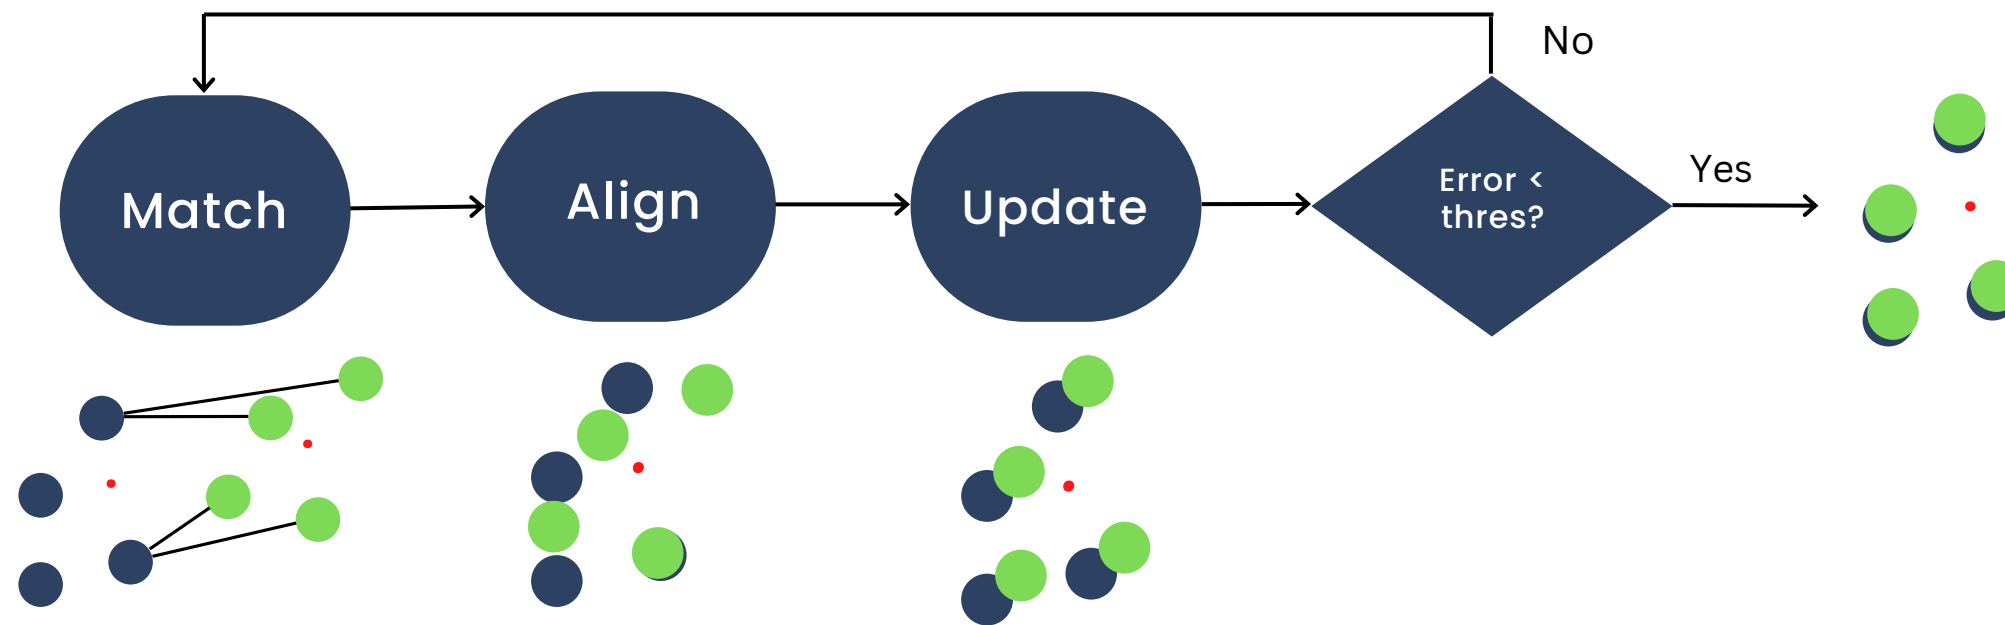 No
Match
Align
Update
Error <
thres?
Yes